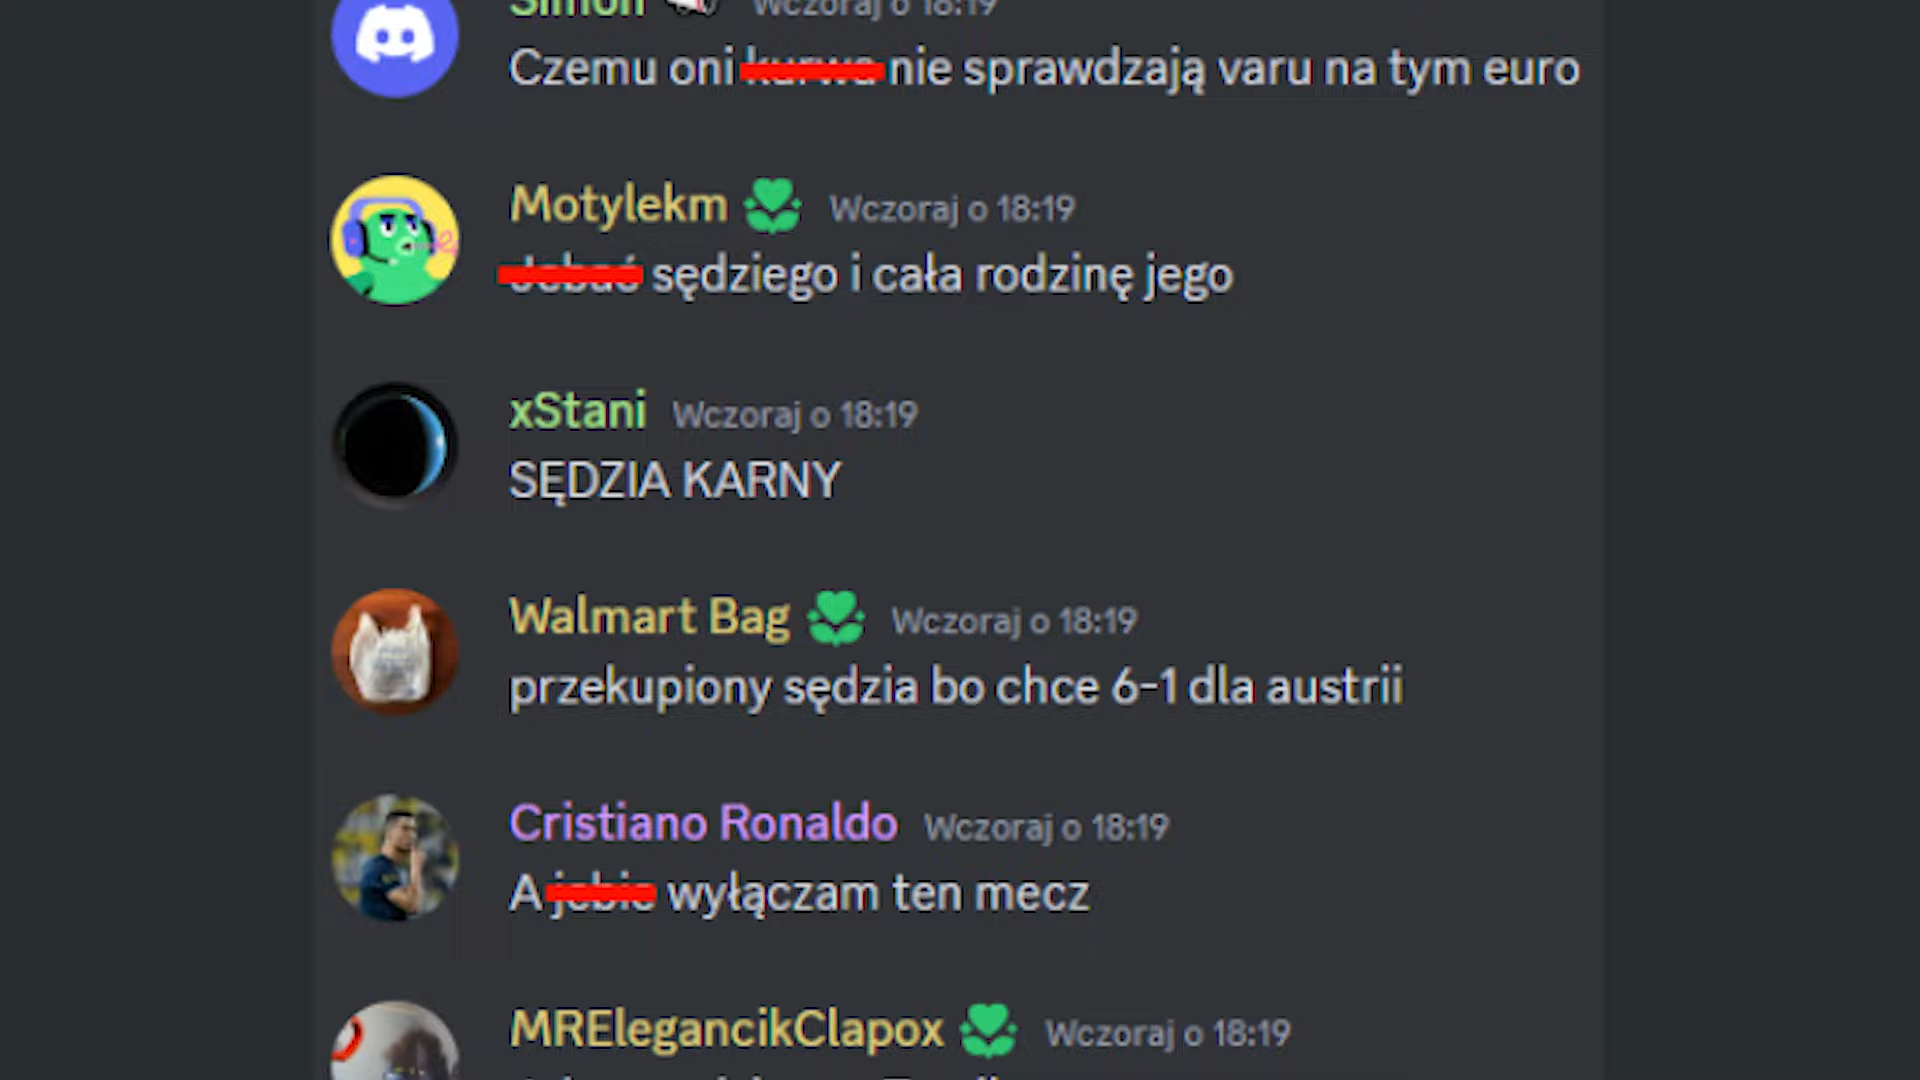 Simon Wczoraj o 18:19
Czemu oni kurwa nie sprawdzają varu na tym euro
Motylekm Wczoraj o 18:19
Jebać sędziego i cała rodzinę jego
xStani Wczoraj o 18:19
SĘDZIA KARNY
Walmart Bag Wczoraj o 18:19
przekupiony sędzia bo chce 6-1 dla austrii
Cristiano Ronaldo Wczoraj o 18:19
A jebie wyłączam ten mecz
MRElegancikClapox Wczoraj o 18:19